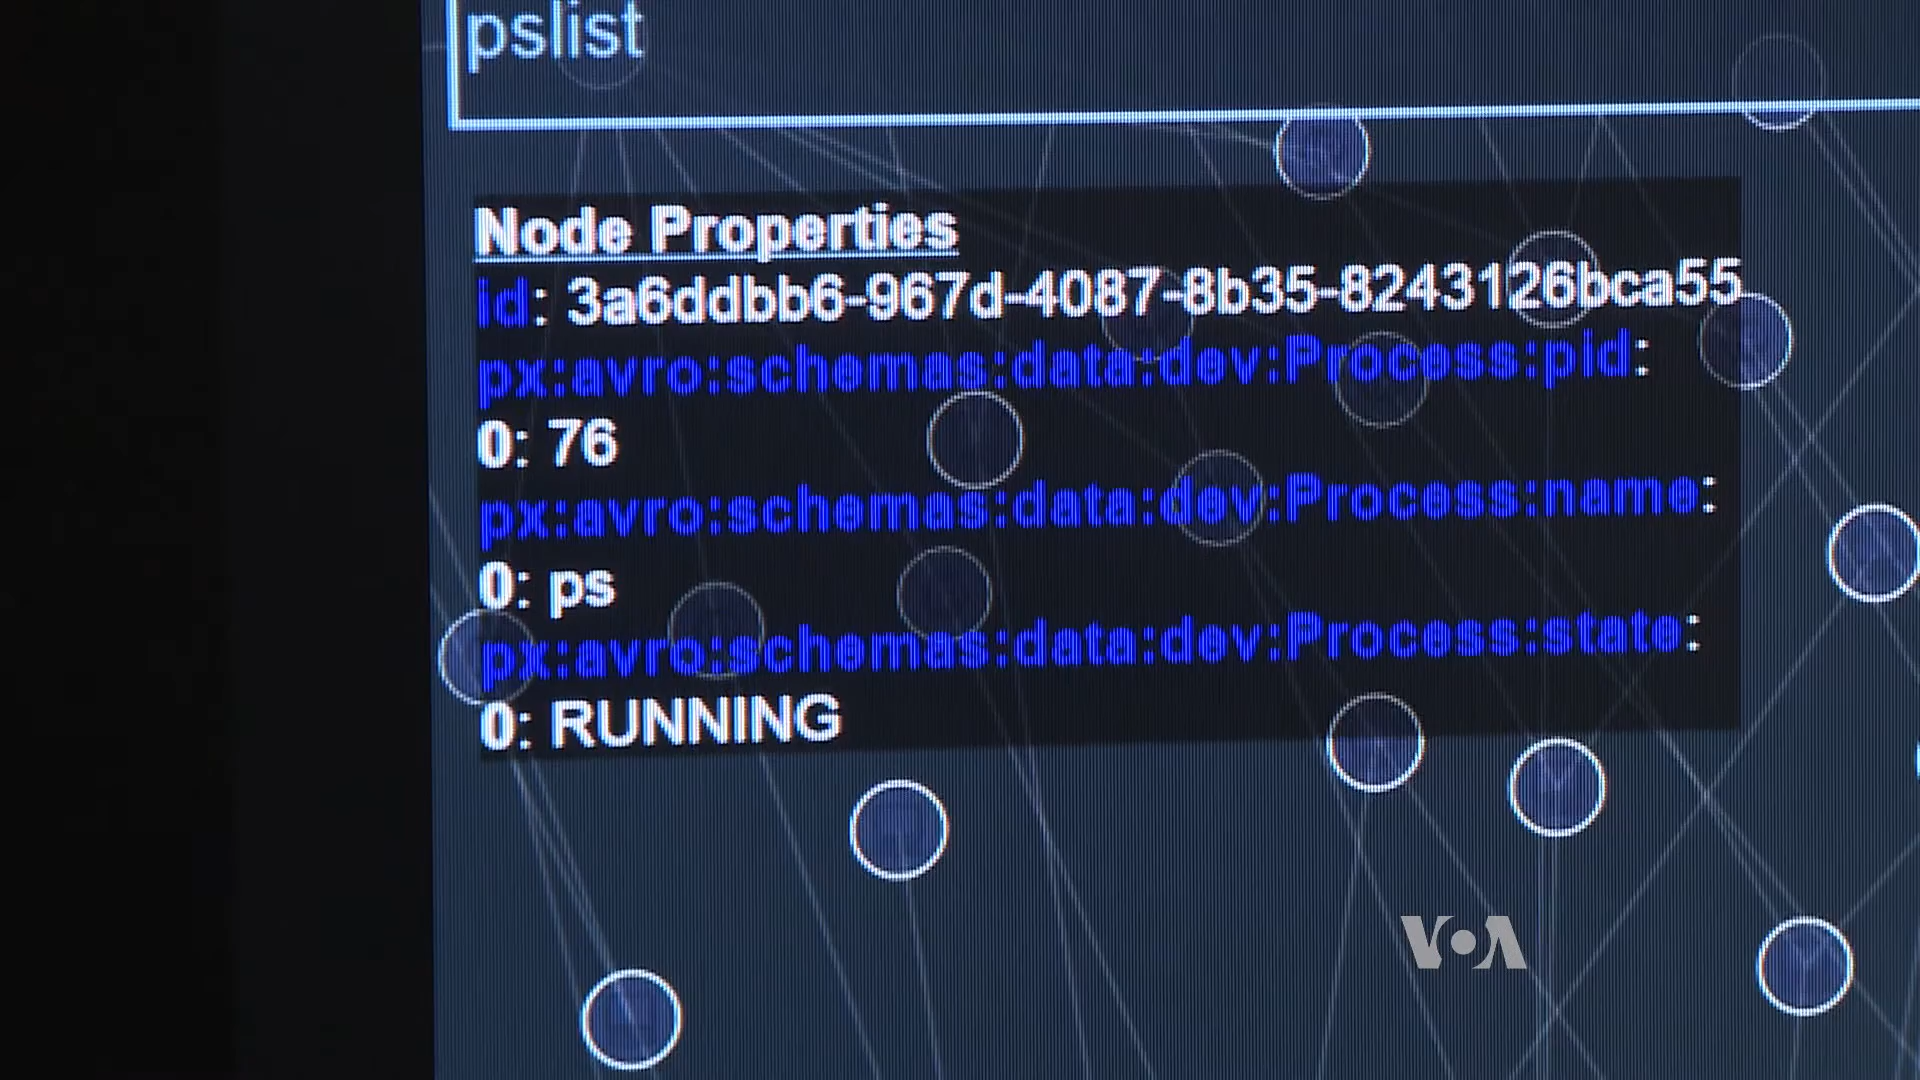 pslist
Node Properties
id: 3a6ddbb6-967d-4087-8b35-8243126bca55
px:avro:schemas:data:dev:Process:pid:
0: 76
px:avro:schemas:data:dev:Process:name:
0: ps
px:avro:schemas:data:dev:Process:state:
0: RUNNING
VOA